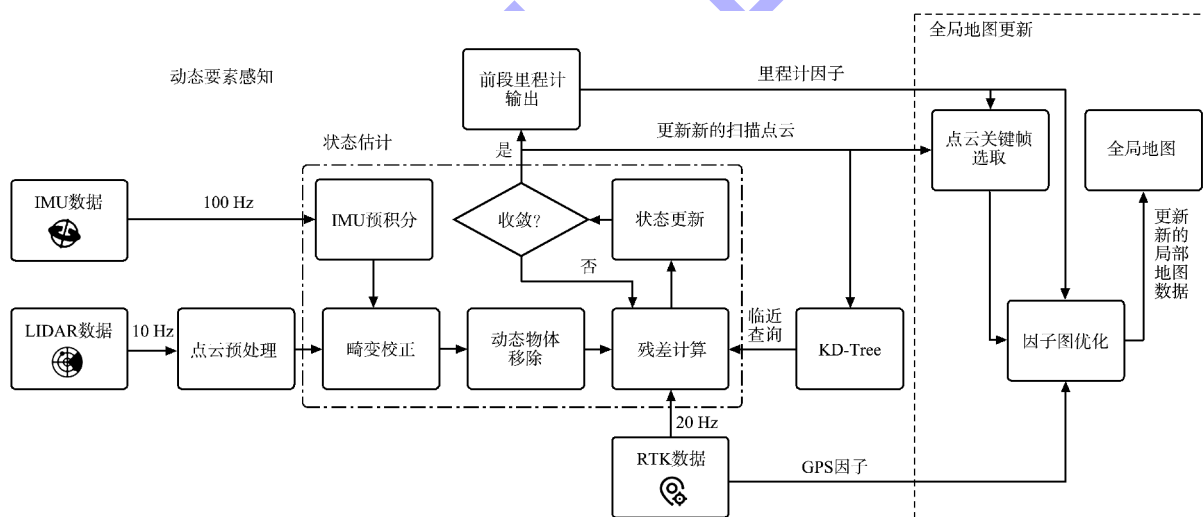 全局地图更新
动态要素感知
前段里程计
输出
里程计因子
状态估计
是
更新新的扫描点云
点云关键帧
选取
全局地图
IMU数据
100 Hz
IMU预积分
收敛?
状态更新
否
更新
新的
局部
地图
数据
LIDAR数据
10 Hz
点云预处理
畸变校正
动态物体
移除
残差计算
临近
查询
KD-Tree
因子图优化
20 Hz
RTK数据
GPS因子